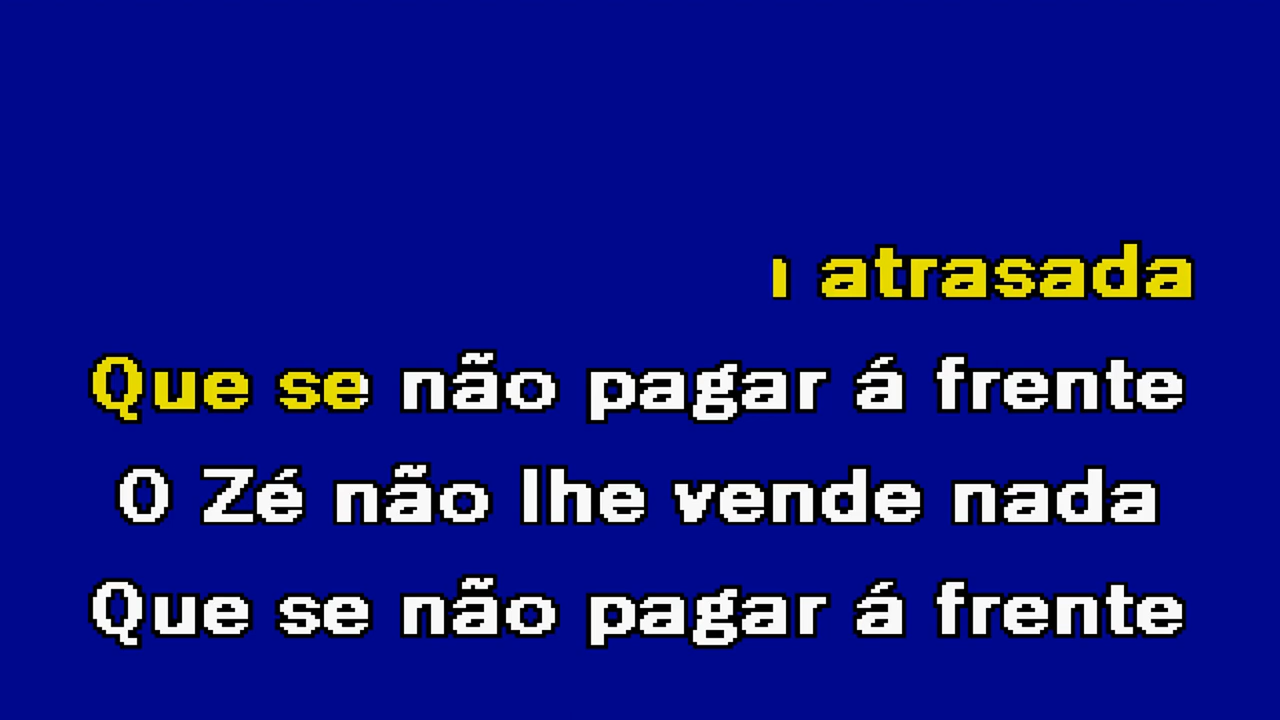 atrasada
Que se não pagar á frente
O Zé não lhe vende nada
Que se não pagar á frente